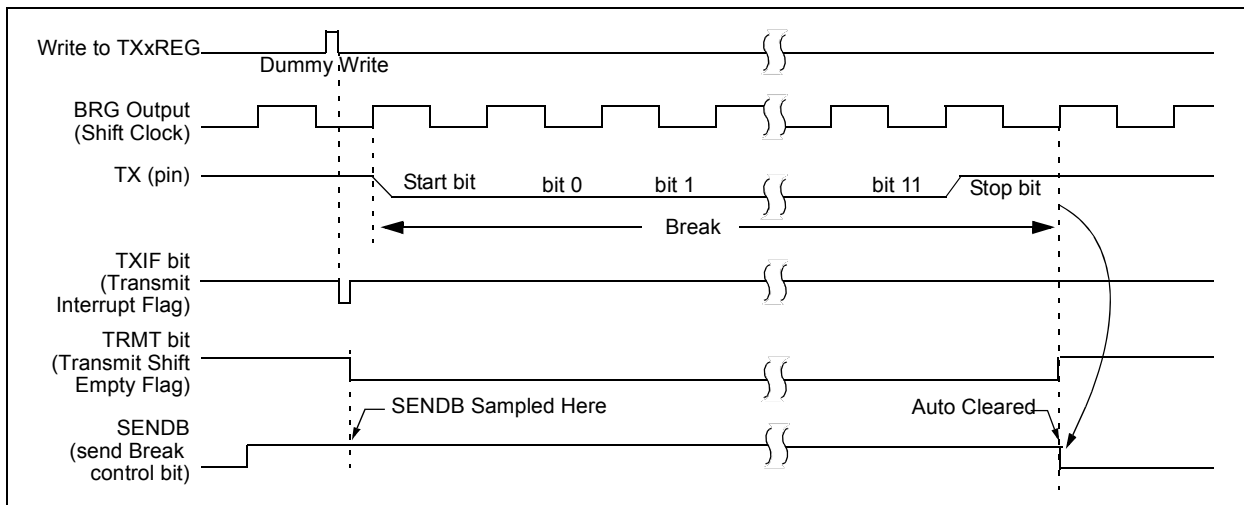 Write to TXxREG
Dummy Write
BRG Output
(Shift Clock)
TX (pin)
Start bit
bit 0
bit 1
bit 11
Stop bit
Break
TXIF bit
(Transmit
Interrupt Flag)
TRMT bit
(Transmit Shift
Empty Flag)
SENDB Sampled Here
Auto Cleared
SENDB
(send Break
control bit)